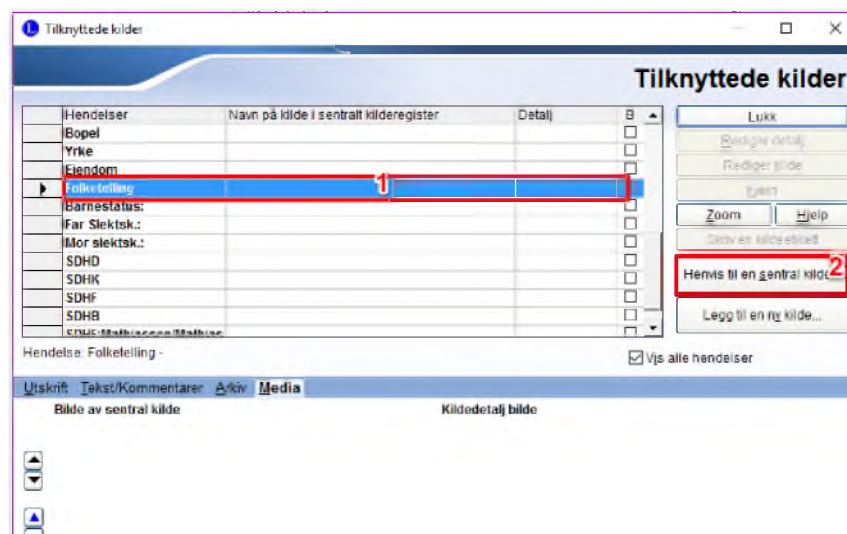 Tilknyttede kilder
Tilknyttede kilder
Hendelser Navn på kilde i sentralt kilderegister Detalj B
Bopel
Yrke
Eiendom
Folketelling 1
Barnestatus:
Far Slektsk.:
Mor slektsk.:
SDHD
SDHK
SDHF
SDHB
SDHF:Mathiassen/Mathias
Lukk
Rediger detalj
Rediger kilde
Fjern
Zoom Hjelp
Skriv en kildeetikett
Henvis til en sentral kilde 2
Legg til en ny kilde...
Hendelse: Folketelling -
Vis alle hendelser
Utskrift Tekst/Kommentarer Arkiv Media
Bilde av sentral kilde Kildedetalj bilde